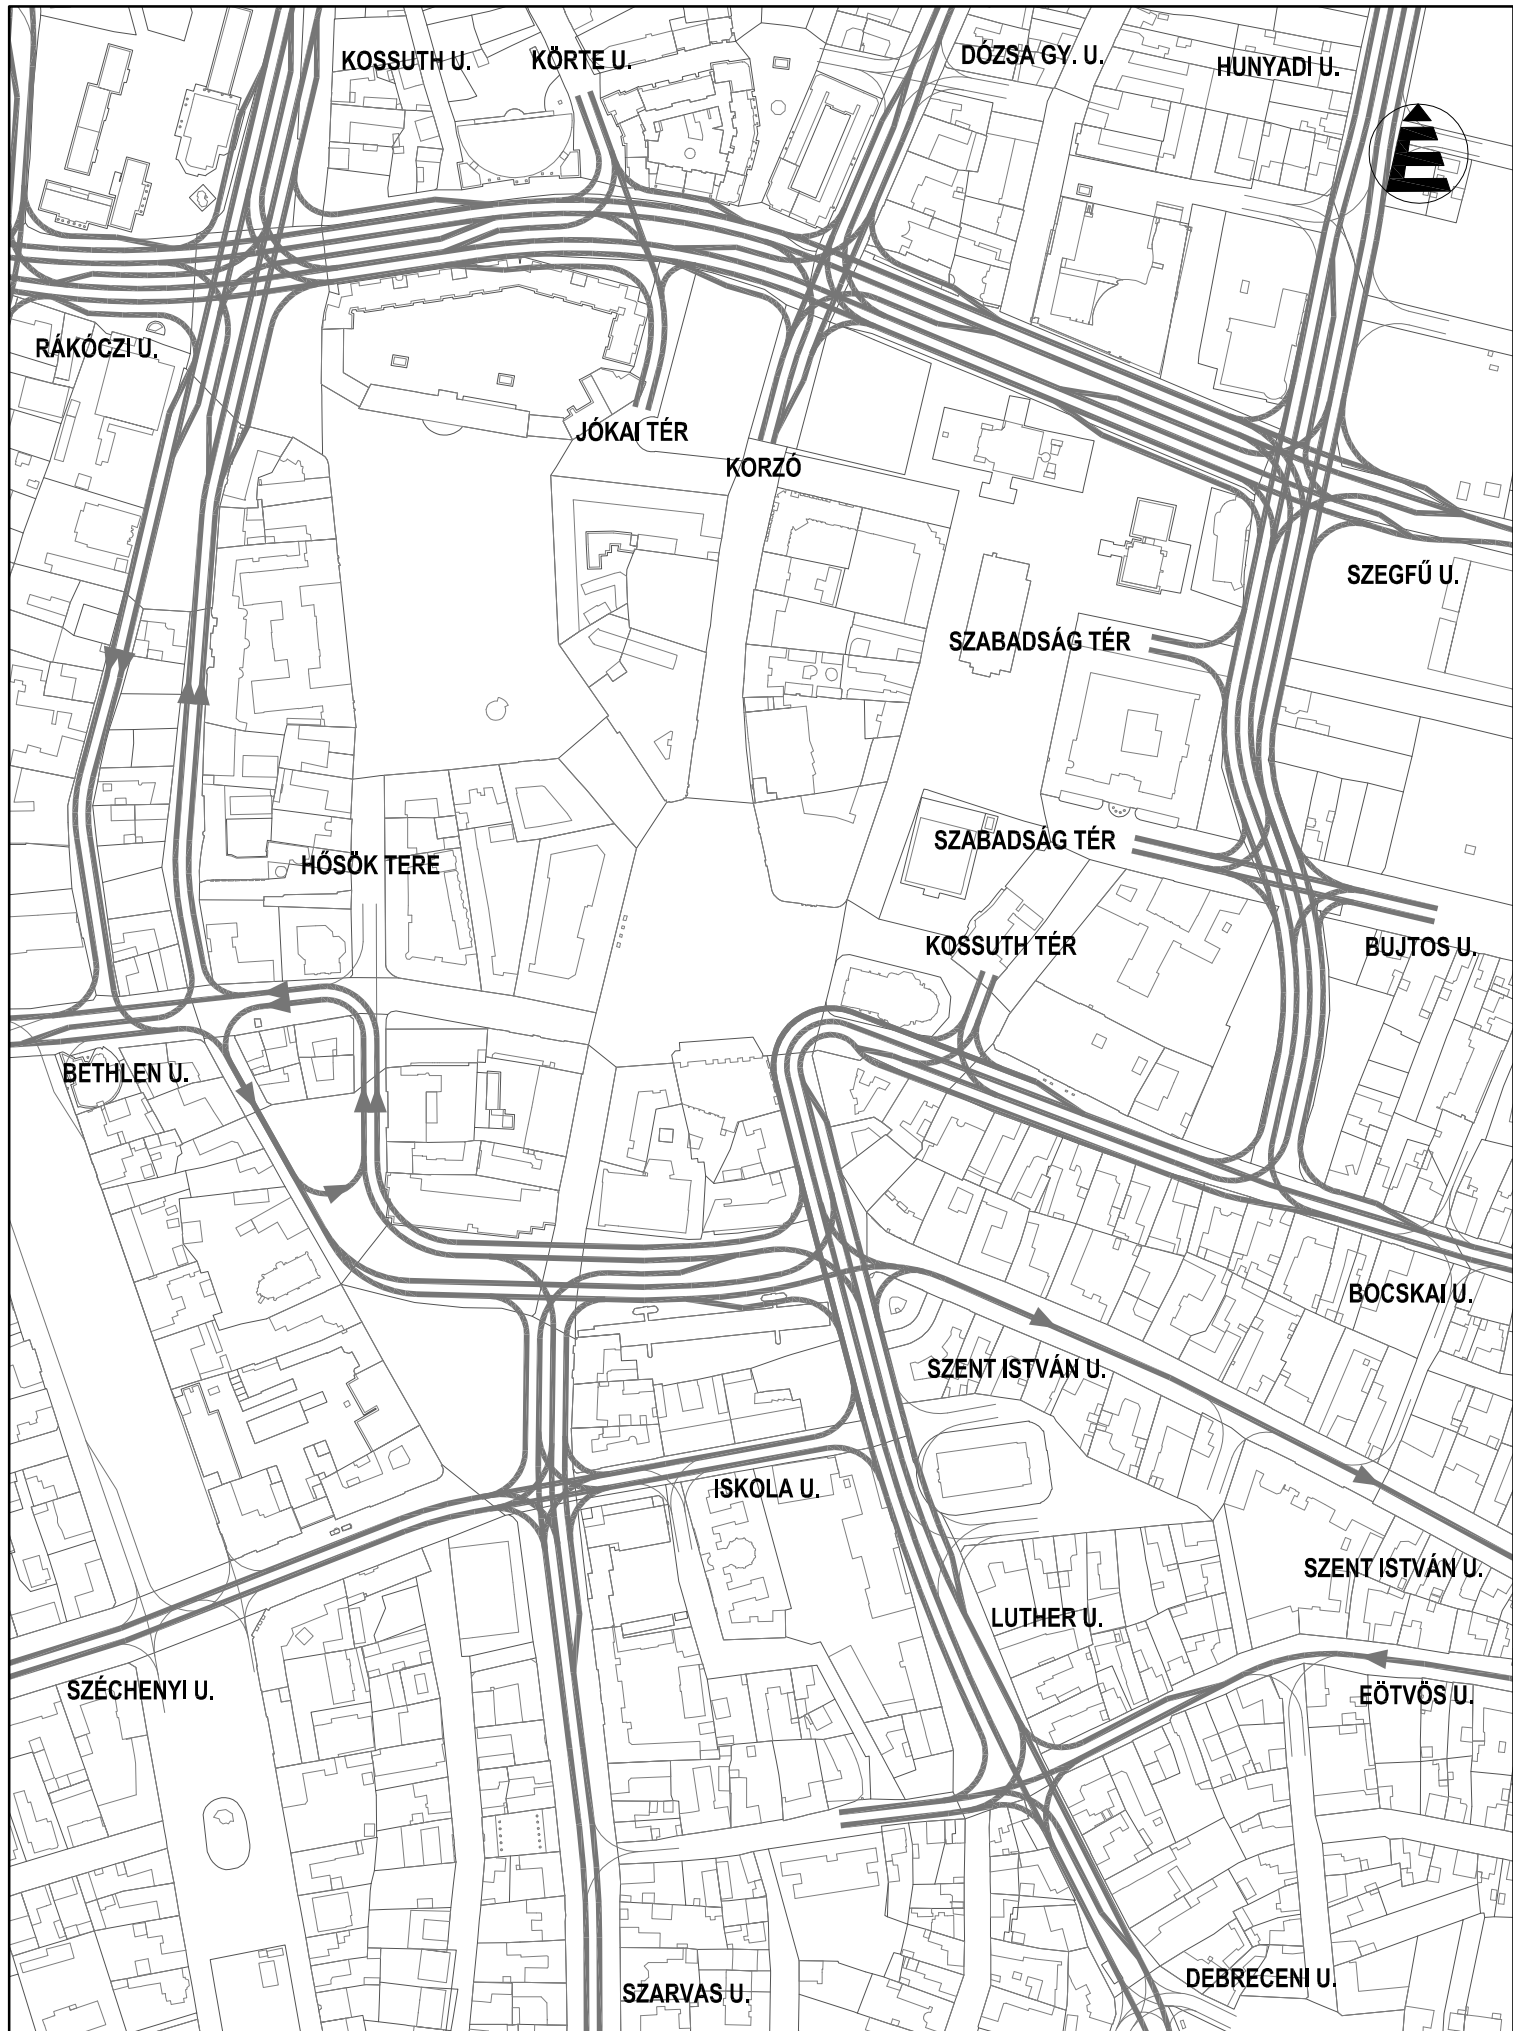 KOSSUTH U.
KÖRTE U.
DÓZSA GY. U.
HUNYADI U.
É
RÁKÓCZI U.
JÓKAI TÉR
KORZÓ
SZEGFŰ U.
SZABADSÁG TÉR
SZABADSÁG TÉR
HŐSÖK TERE
KOSSUTH TÉR
BUJTOS U.
BETHLEN U.
BOCSKAI U.
SZENT ISTVÁN U.
ISKOLA U.
SZENT ISTVÁN U.
LUTHER U.
SZÉCHENYI U.
EÖTVÖS U.
DEBRECENI U.
SZARVAS U.